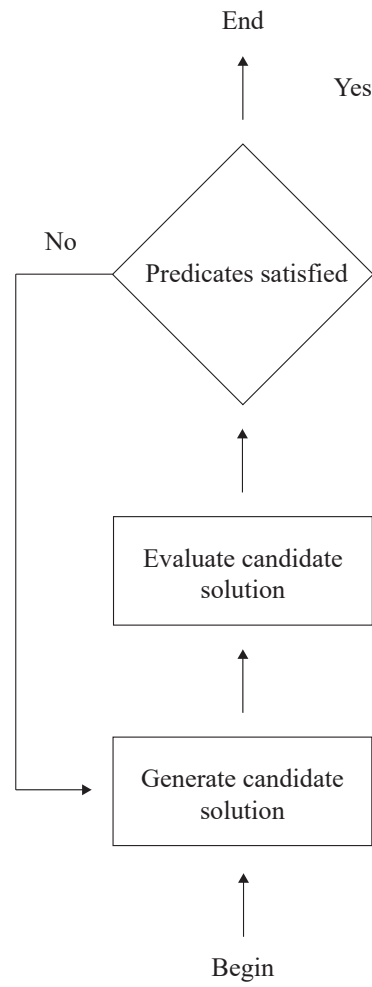 End
Yes
No
Predicates satisfied
Evaluate candidate
solution
Generate candidate
solution
Begin